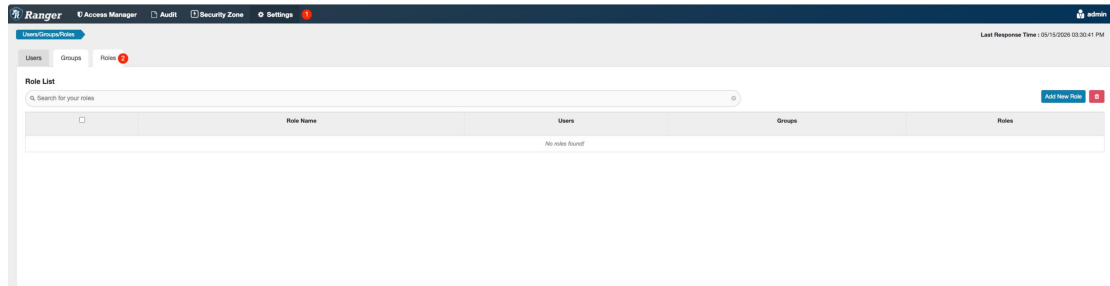 Ranger Access Manager Audit Security Zone Settings 1 admin
Users/Groups/Roles Last Response Time : 05/15/2026 03:30:41 PM
Users Groups Roles 2
Role List
Search for your roles Add New Role
Role Name Users Groups Roles
No roles found!